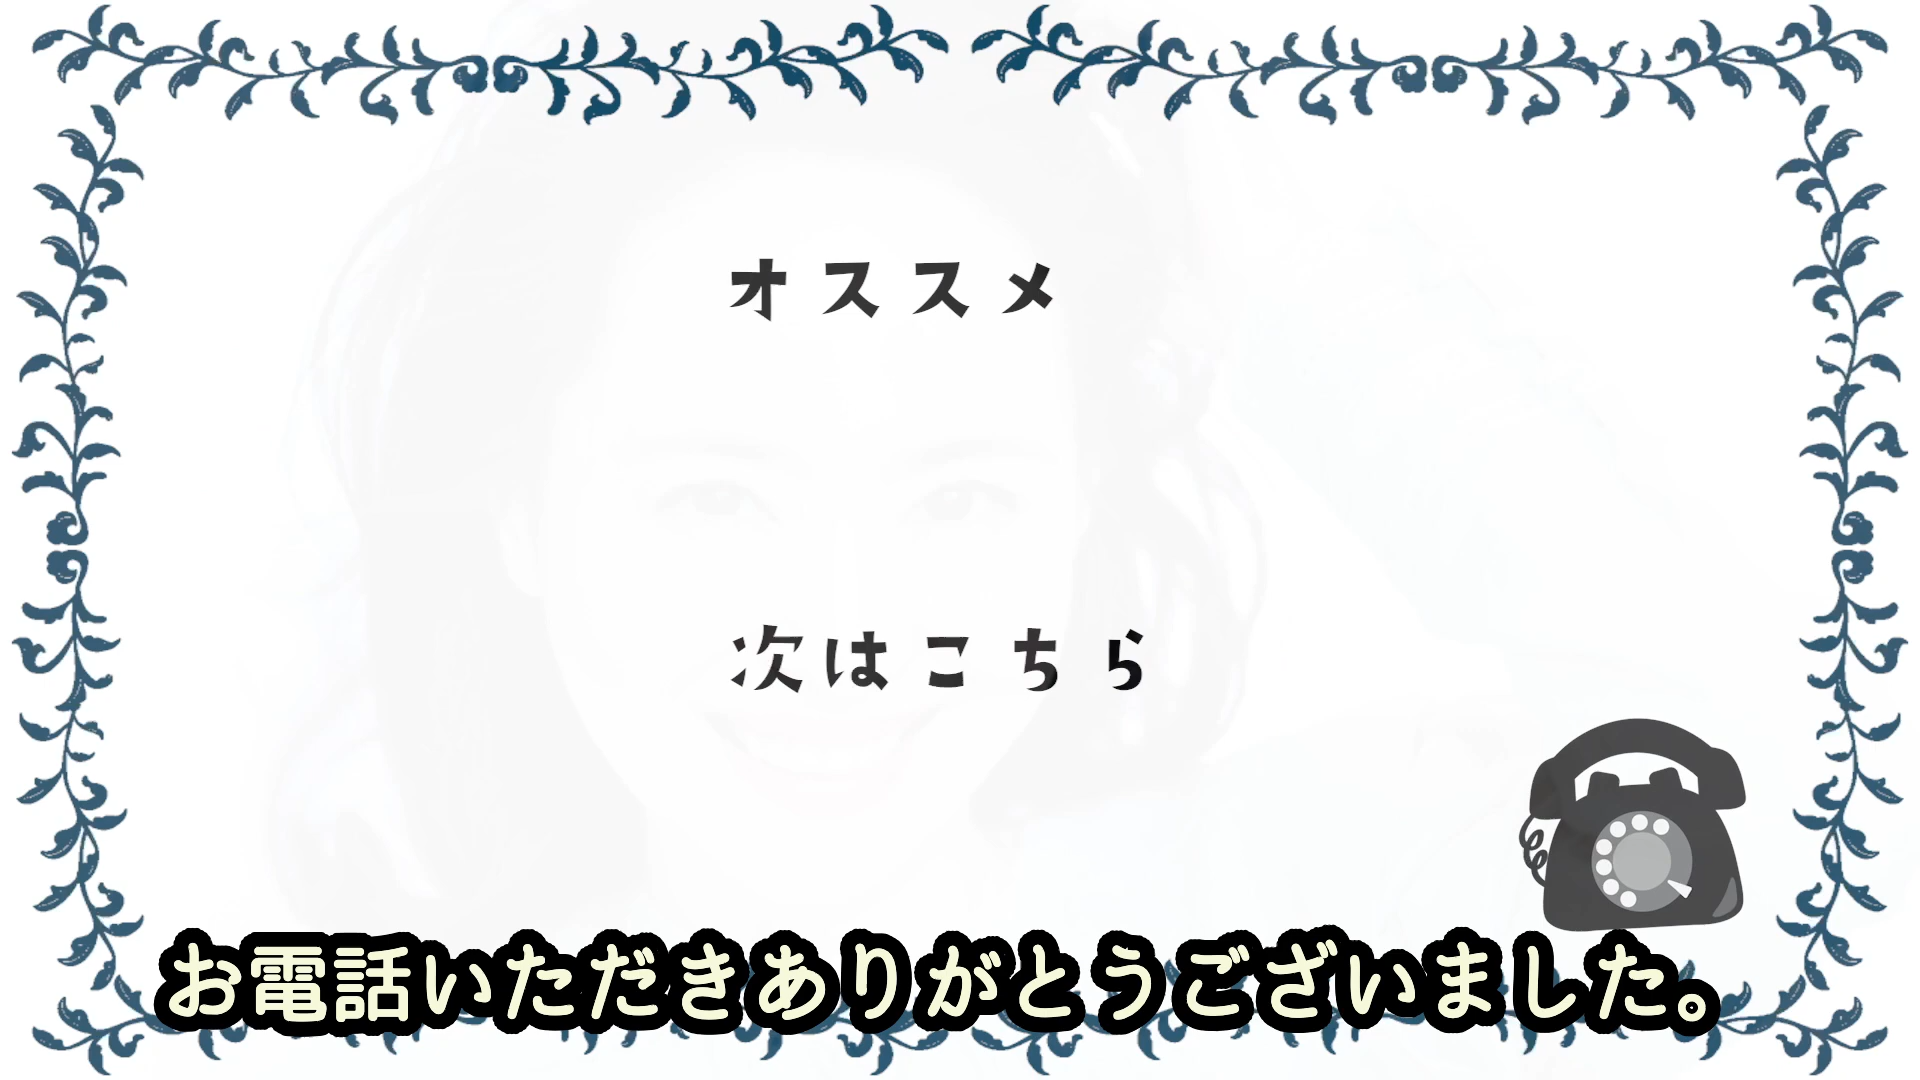 オススメ
次はこちら
お電話いただきありがとうございました。